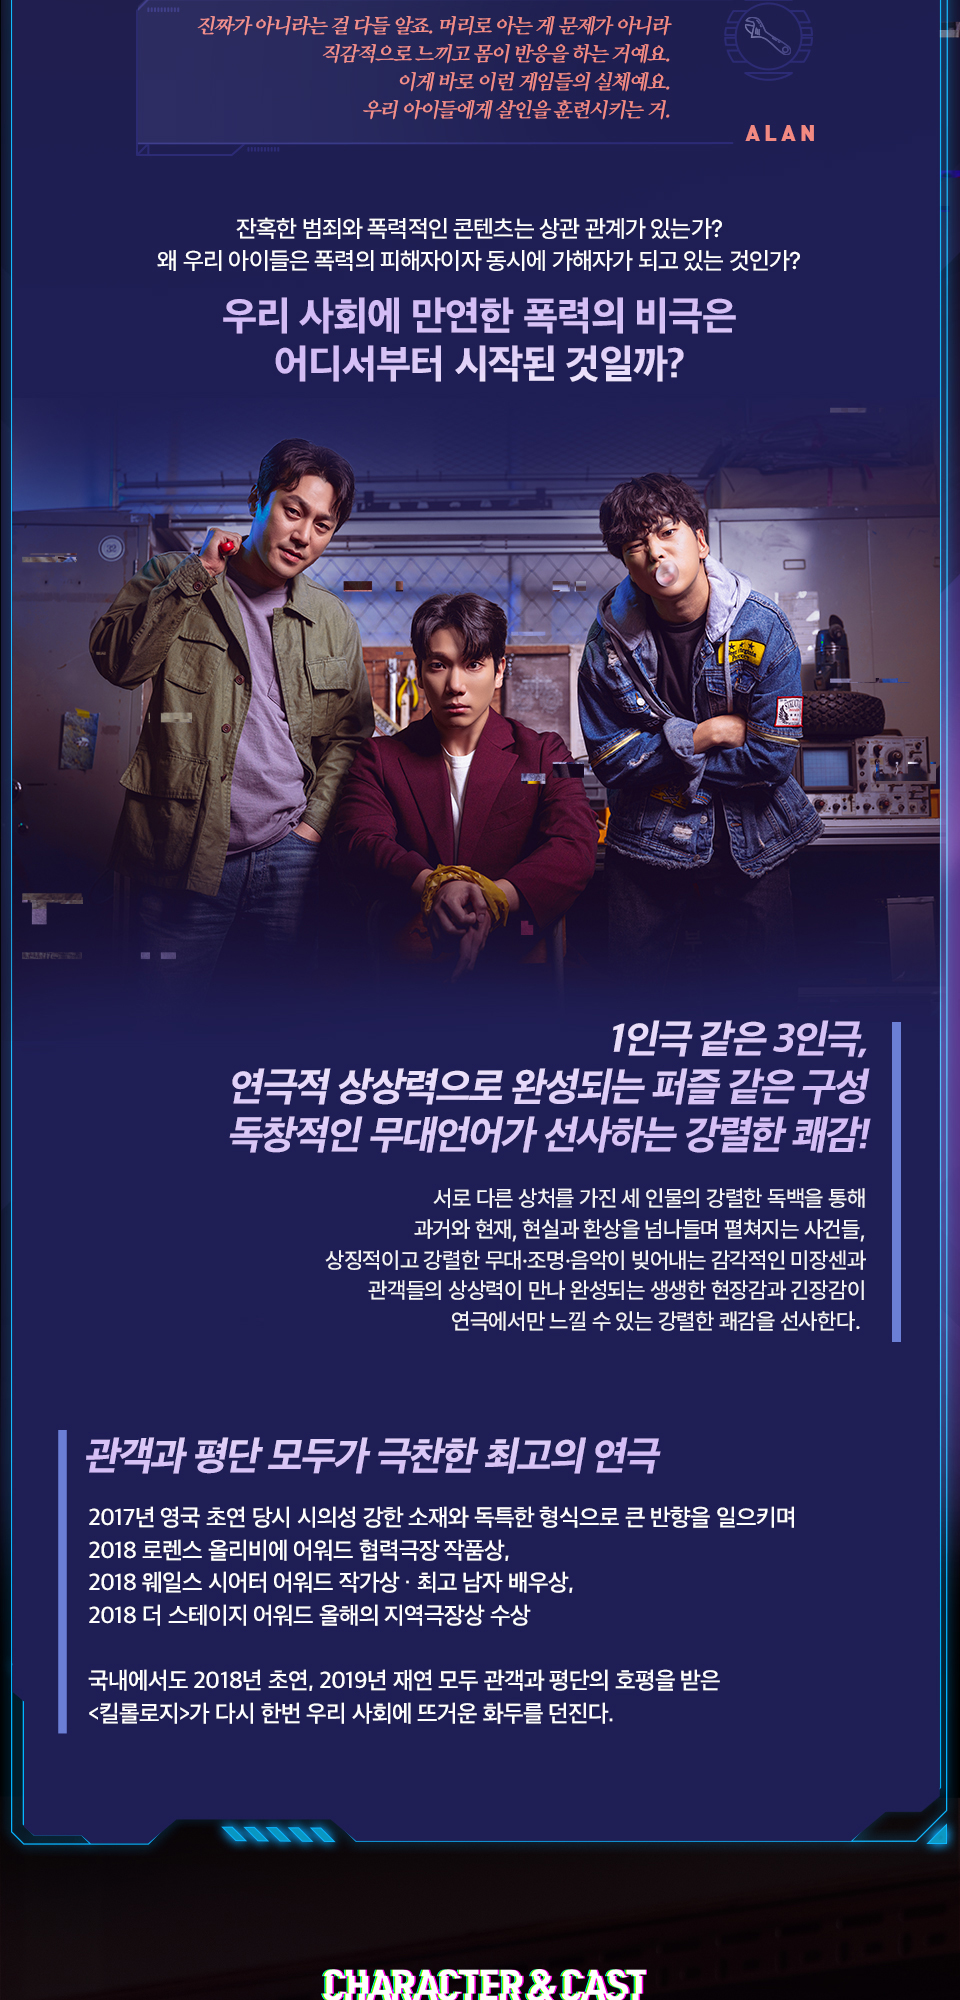 진짜가 아니라는 걸 다들 알죠. 머리로 아는 게 문제가 아니라
직감적으로 느끼고 몸이 반응을 하는 거예요.
이게 바로 이런 게임들의 실체예요.
우리 아이들에게 살인을 훈련시키는 거.
ALAN
잔혹한 범죄와 폭력적인 콘텐츠는 상관 관계가 있는가?
왜 우리 아이들은 폭력의 피해자이자 동시에 가해자가 되고 있는 것인가?
우리 사회에 만연한 폭력의 비극은
어디서부터 시작된 것일까?
1인극 같은 3인극,
연극적 상상력으로 완성되는 퍼즐 같은 구성
독창적인 무대언어가 선사하는 강렬한 쾌감!
서로 다른 상처를 가진 세 인물의 강렬한 독백을 통해
과거와 현재, 현실과 환상을 넘나들며 펼쳐지는 사건들,
상징적이고 강렬한 무대·조명·음악이 빚어내는 감각적인 미장센과
관객들의 상상력이 만나 완성되는 생생한 현장감과 긴장감이
연극에서만 느낄 수 있는 강렬한 쾌감을 선사한다.
관객과 평단 모두가 극찬한 최고의 연극
2017년 영국 초연 당시 시의성 강한 소재와 독특한 형식으로 큰 반향을 일으키며
2018 로렌스 올리비에 어워드 협력극장 작품상,
2018 웨일스 시어터 어워드 작가상 · 최고 남자 배우상,
2018 더 스테이지 어워드 올해의 지역극장상 수상
국내에서도 2018년 초연, 2019년 재연 모두 관객과 평단의 호평을 받은
<킬롤로지>가 다시 한번 우리 사회에 뜨거운 화두를 던진다.
CHARACTER & CAST